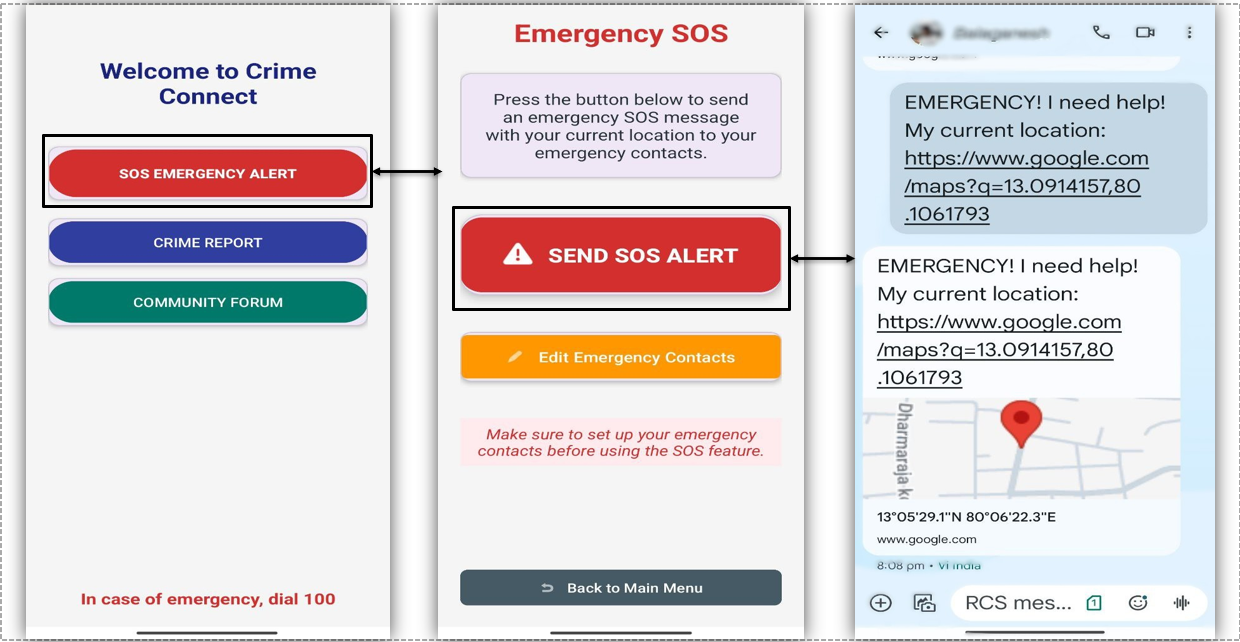 Welcome to Crime
Connect
SOS EMERGENCY ALERT
CRIME REPORT
COMMUNITY FORUM
In case of emergency, dial 100
Emergency SOS
Press the button below to send
an emergency SOS message
with your current location to your
emergency contacts.
SEND SOS ALERT
Edit Emergency Contacts
Make sure to set up your emergency
contacts before using the SOS feature.
Back to Main Menu
EMERGENCY! I need help!
My current location:
https://www.google.com
/maps?q=13.0914157,80
.1061793
EMERGENCY! I need help!
My current location:
https://www.google.com
/maps?q=13.0914157,80
.1061793
Dharmaraja
13°05'29.1"N 80°06'22.3"E
www.google.com
8:08 pm • Vi India
RCS mes...
1